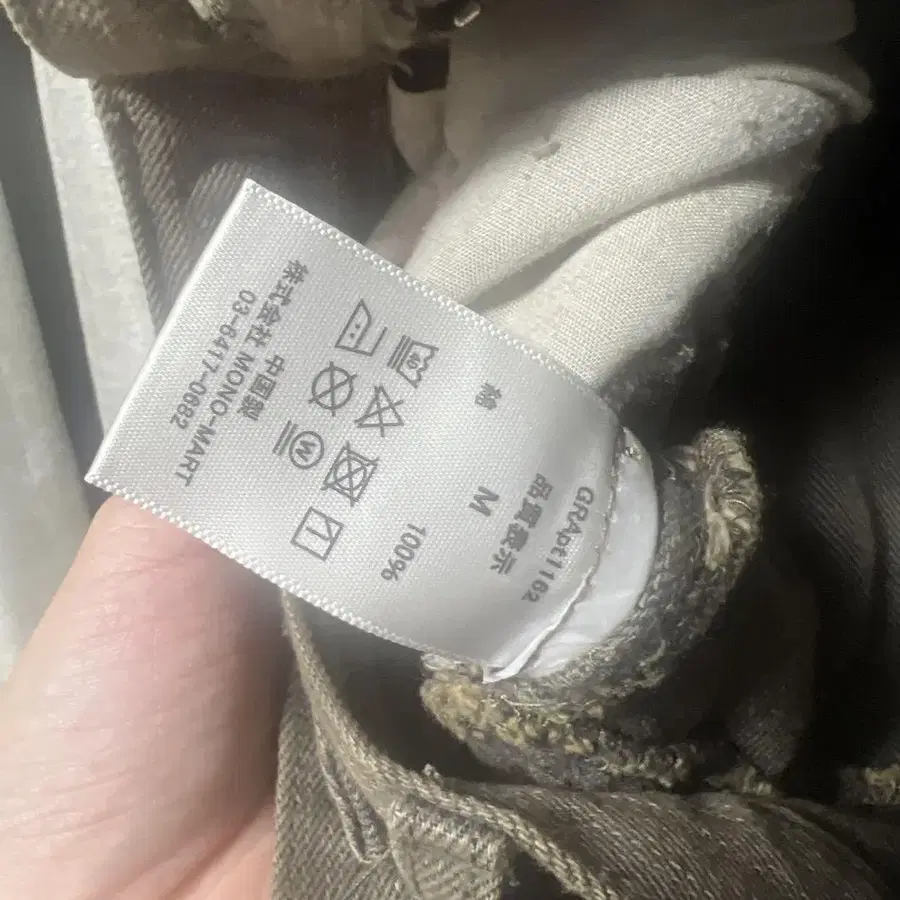 GRApt1162
品質表示
M
綿 100%
40
W
中国製
株式会社 MONO-MART
03-6417-0682